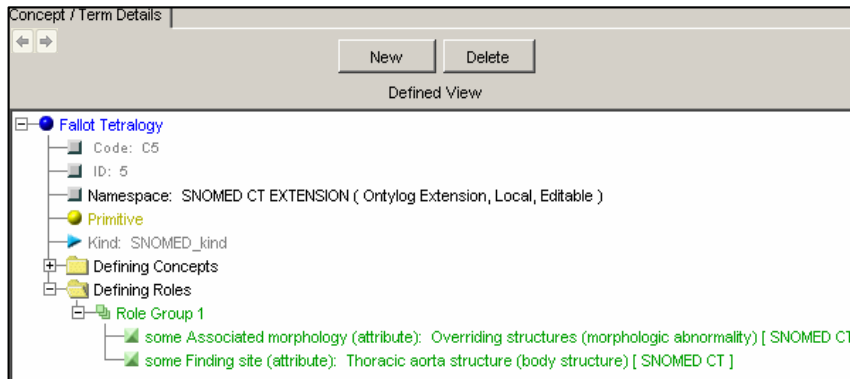 Concept / Term Details
New Delete
Defined View
Fallot Tetralogy
Code: C5
ID: 5
Namespace: SNOMED CT EXTENSION ( Ontylog Extension, Local, Editable )
Primitive
Kind: SNOMED_kind
Defining Concepts
Defining Roles
Role Group 1
some Associated morphology (attribute): Overriding structures (morphologic abnormality) [ SNOMED CT
some Finding site (attribute): Thoracic aorta structure (body structure) [ SNOMED CT ]